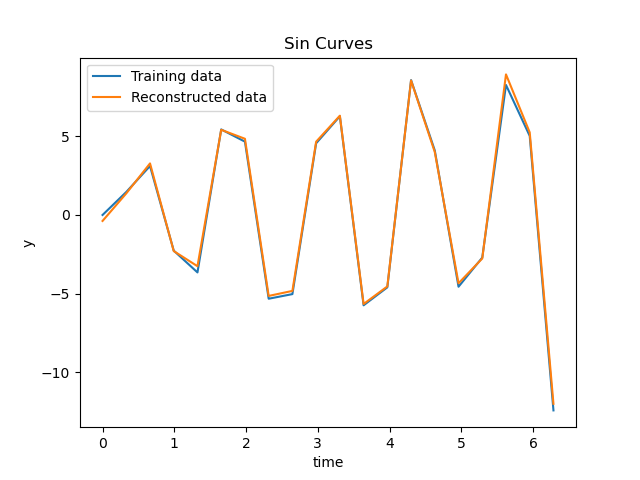 Sin Curves
Training data
Reconstructed data
5
0
−5
−10
y
0 1 2 3 4 5 6
time